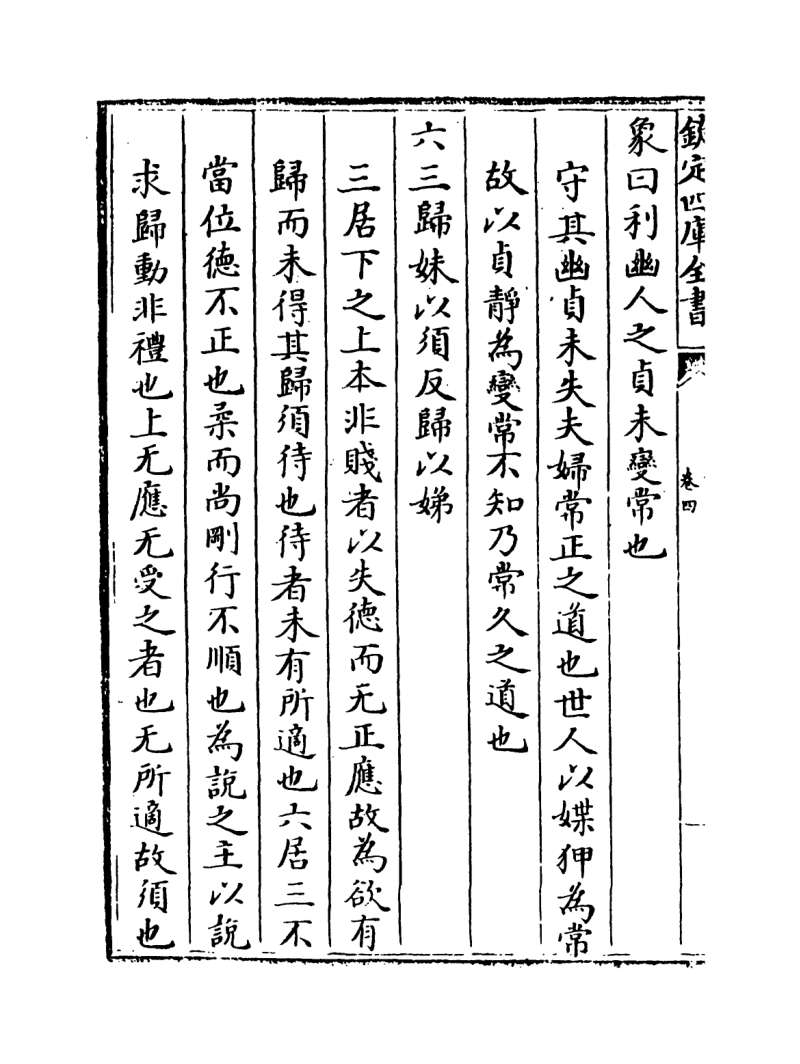 欽定四庫全書
卷四
象曰利幽人之貞未變常也
守其幽貞未失夫婦常正之道也世人以媟狎為常
故以貞靜為變常不知乃常久之道也
六三歸妹以須反歸以娣
三居下之上本非賤者以失德而无正應故為欲有
歸而未得其歸須待也待者未有所適也六居三不
當位德不正也柔而尚剛行不順也為說之主以說
求歸動非禮也上无應无受之者也无所適故須也